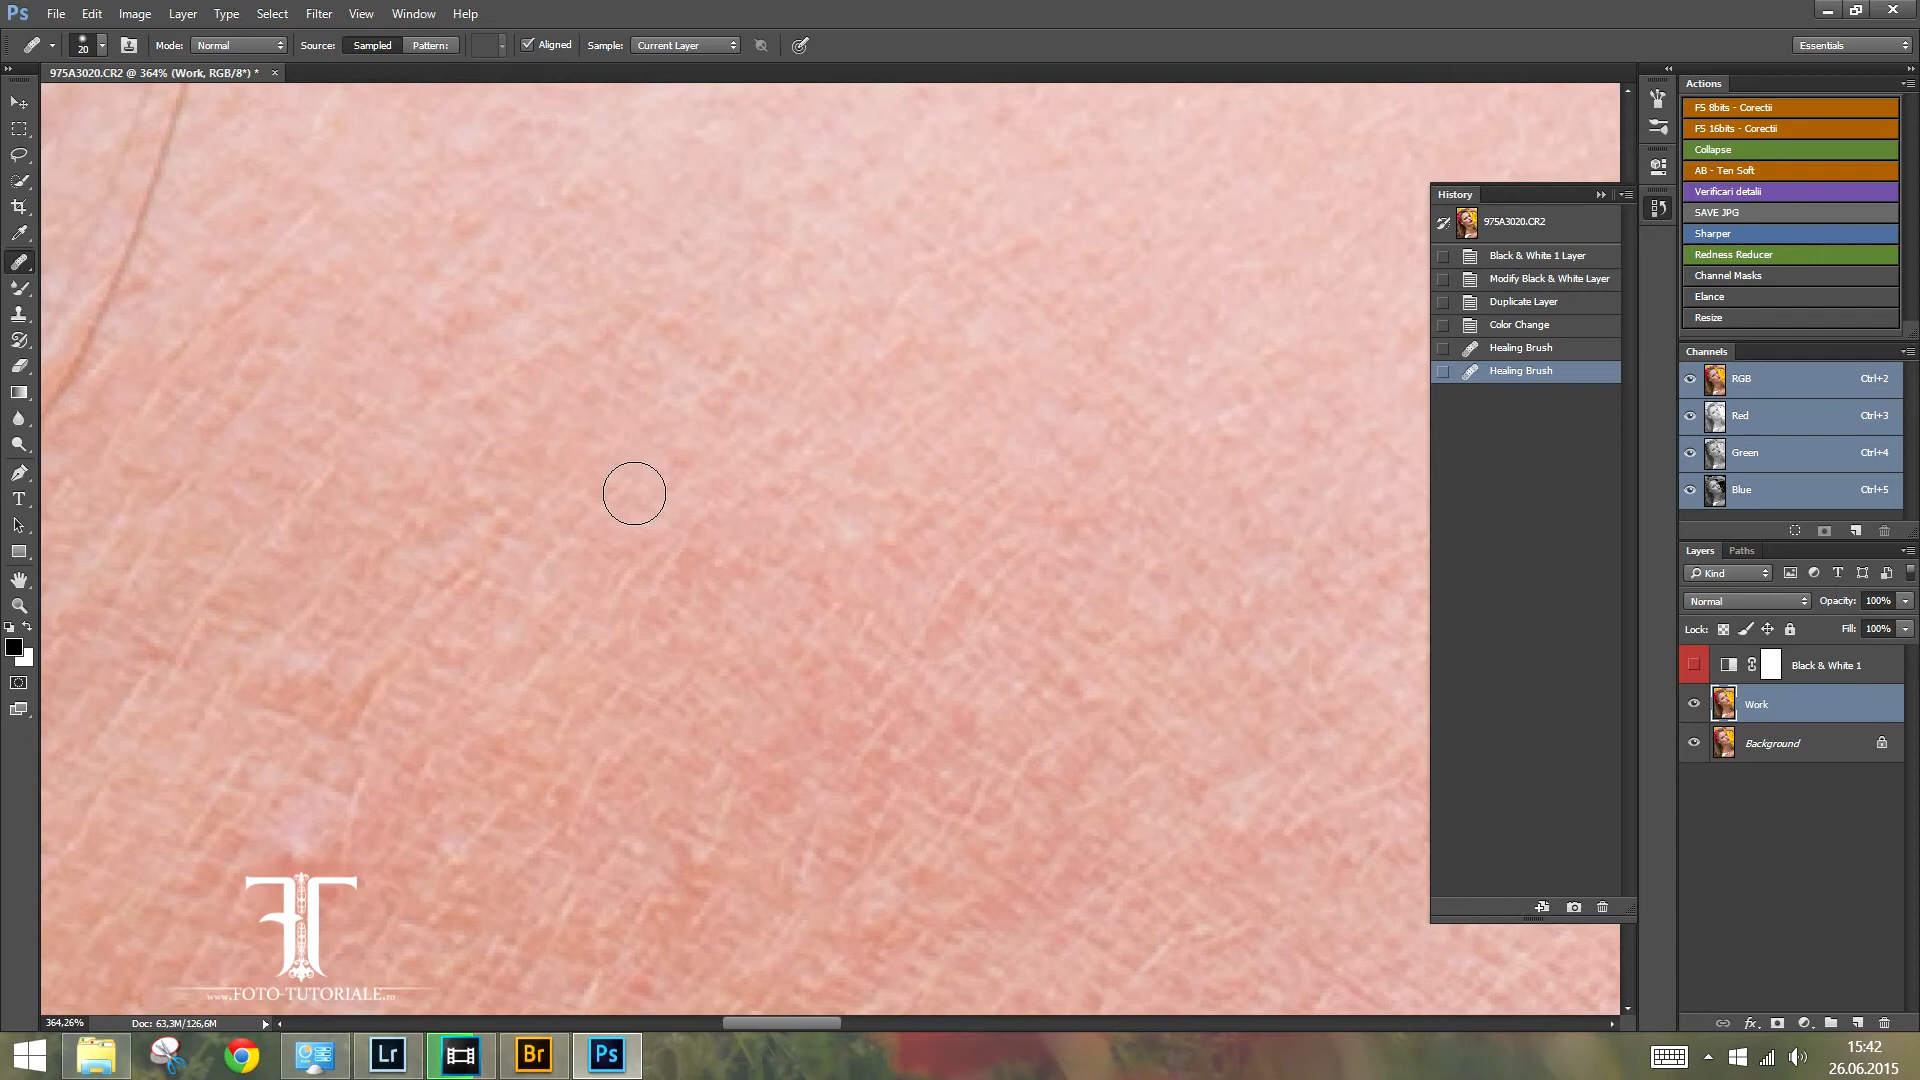 Ps File Edit Image Layer Type Select Filter View Window Help
20 Mode: Normal Source: Sampled Pattern: Aligned Sample: Current Layer Essentials
975A3020.CR2 @ 364% (Work, RGB/8*) * ×
Actions
FS 8bits - Corectii
FS 16bits - Corectii
Collapse
AB - Ten Soft
Verificari detalii
SAVE JPG
Sharper
Redness Reducer
Channel Masks
Elance
Resize
History
975A3020.CR2
Black & White 1 Layer
Modify Black & White Layer
Duplicate Layer
Color Change
Healing Brush
Healing Brush
Channels
RGB Ctrl+2
Red Ctrl+3
Green Ctrl+4
Blue Ctrl+5
Layers Paths
Kind
Normal Opacity: 100%
Lock: Fill: 100%
Black & White 1
Work
Background
FT
www.FOTO-TUTORIALE.ro
364,26% Doc: 63,3M/126,6M
Lr Br Ps
15:42
26.06.2015